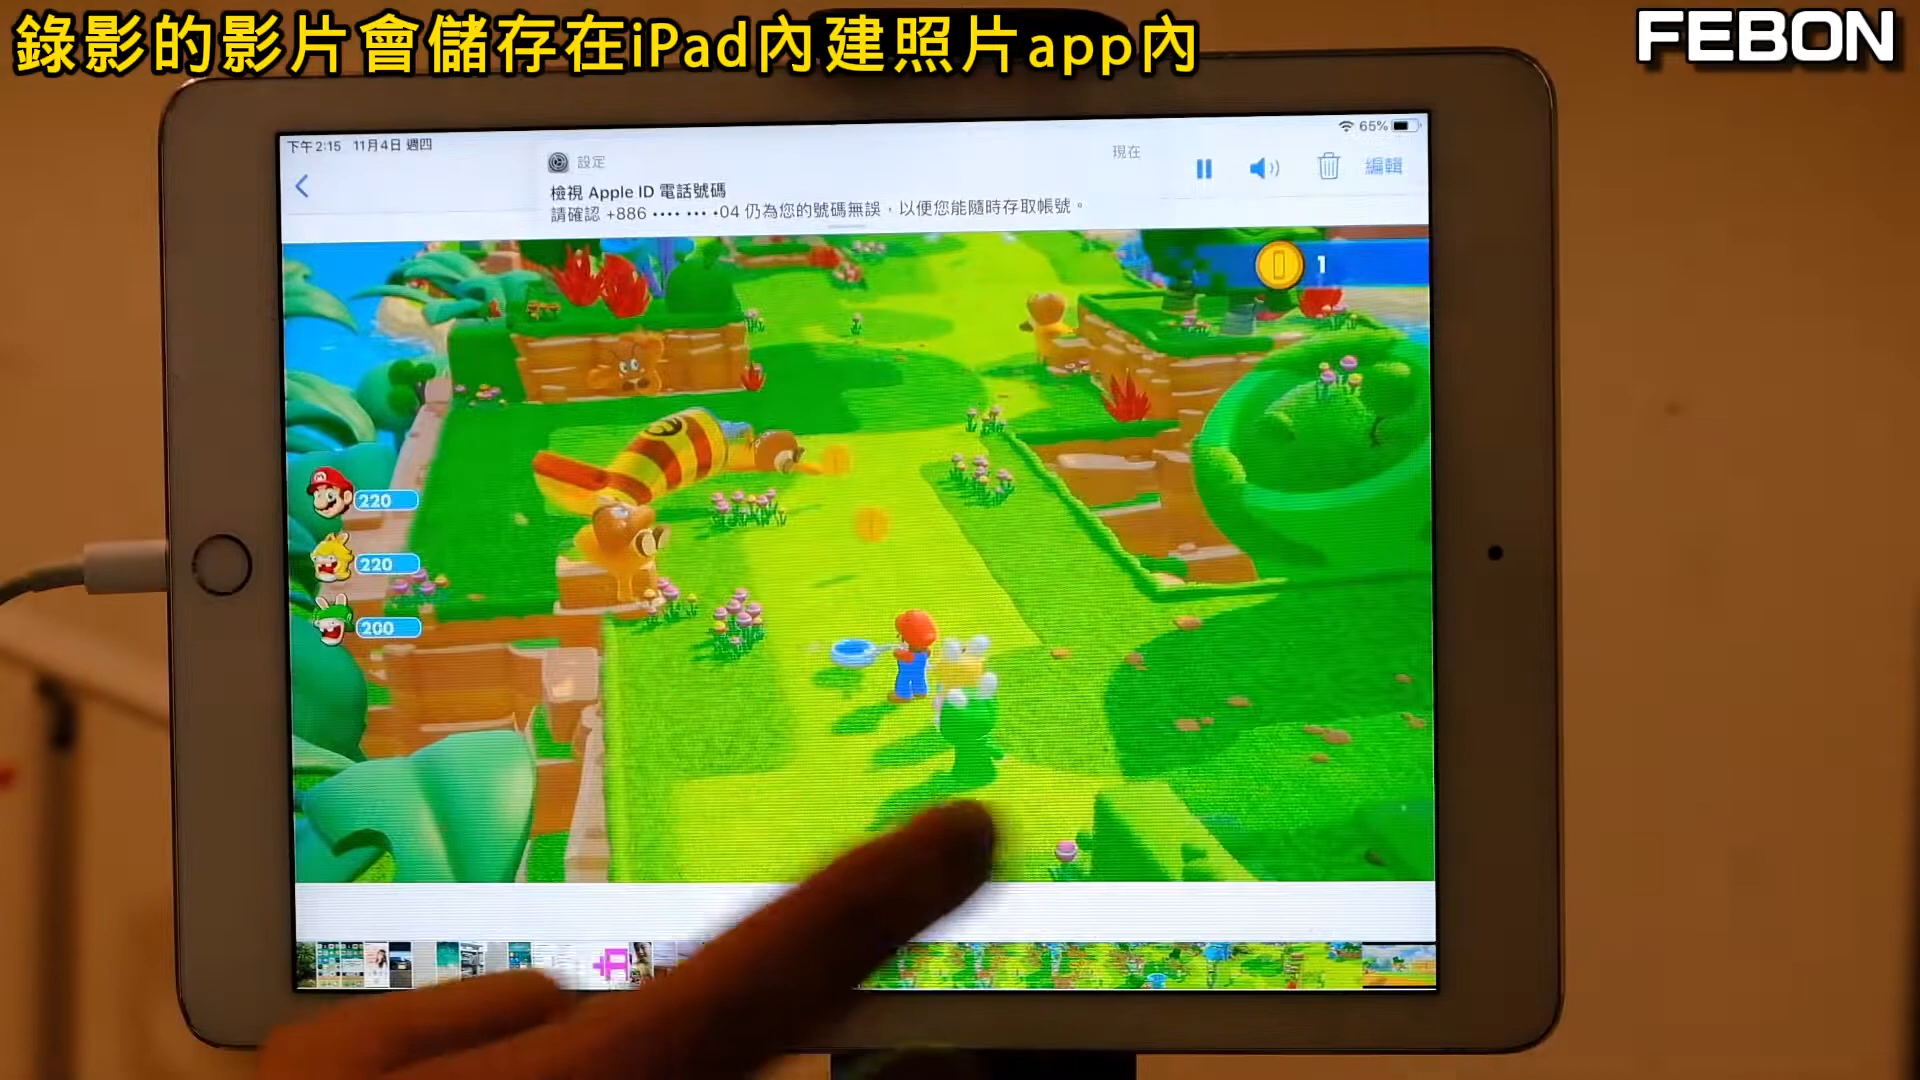 錄影的影片會儲存在iPad內建照片app內
FEBON
下午2:15 11月4日 週四
65%
設定
現在
編輯
檢視 Apple ID 電話號碼
請確認 +886 •••• ••• •04 仍為您的號碼無誤，以便您能隨時存取帳號。
1
220
220
200